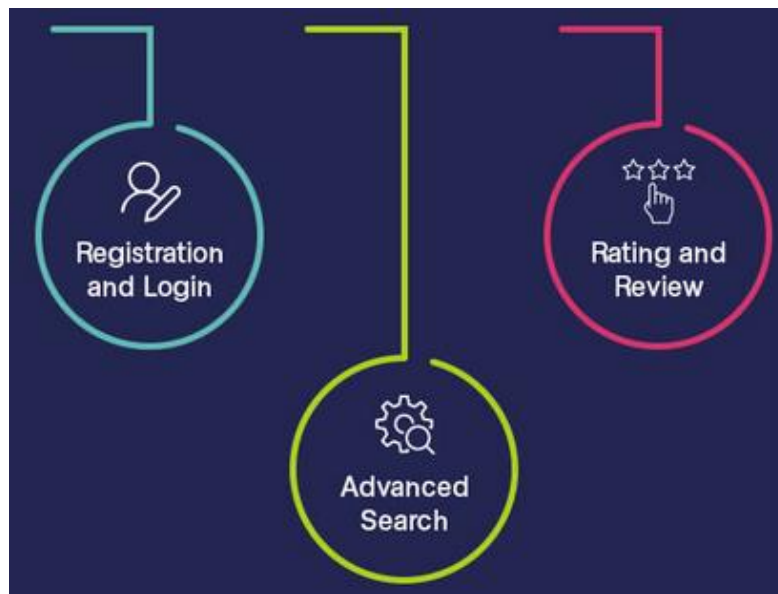 Registration
and Login
Advanced
Search
Rating and
Review